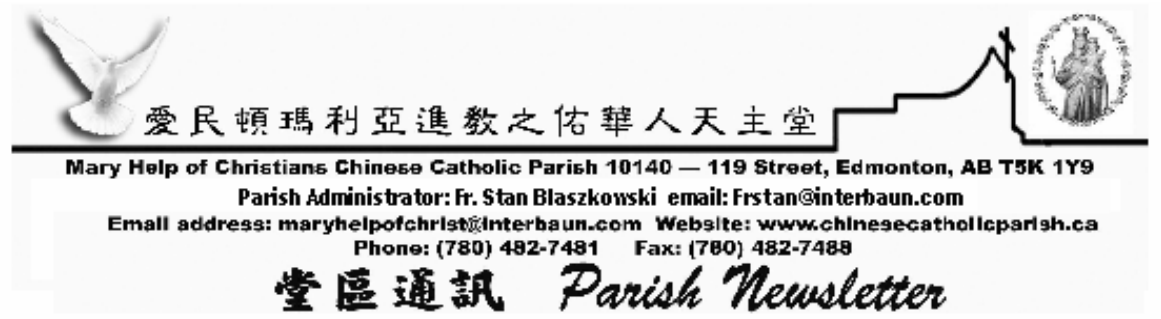 愛民頓瑪利亞進教之佑華人天主堂
Mary Help of Christians Chinese Catholic Parish 10140 — 119 Street, Edmonton, AB T5K 1Y9
Parish Administrator: Fr. Stan Blaszkowski email: Frstan@interbaun.com
Email address: maryhelpofchrist@interbaun.com Website: www.chinesecatholicparish.ca
Phone: (780) 482-7481 Fax: (780) 482-7488
堂區通訊 Parish Newsletter